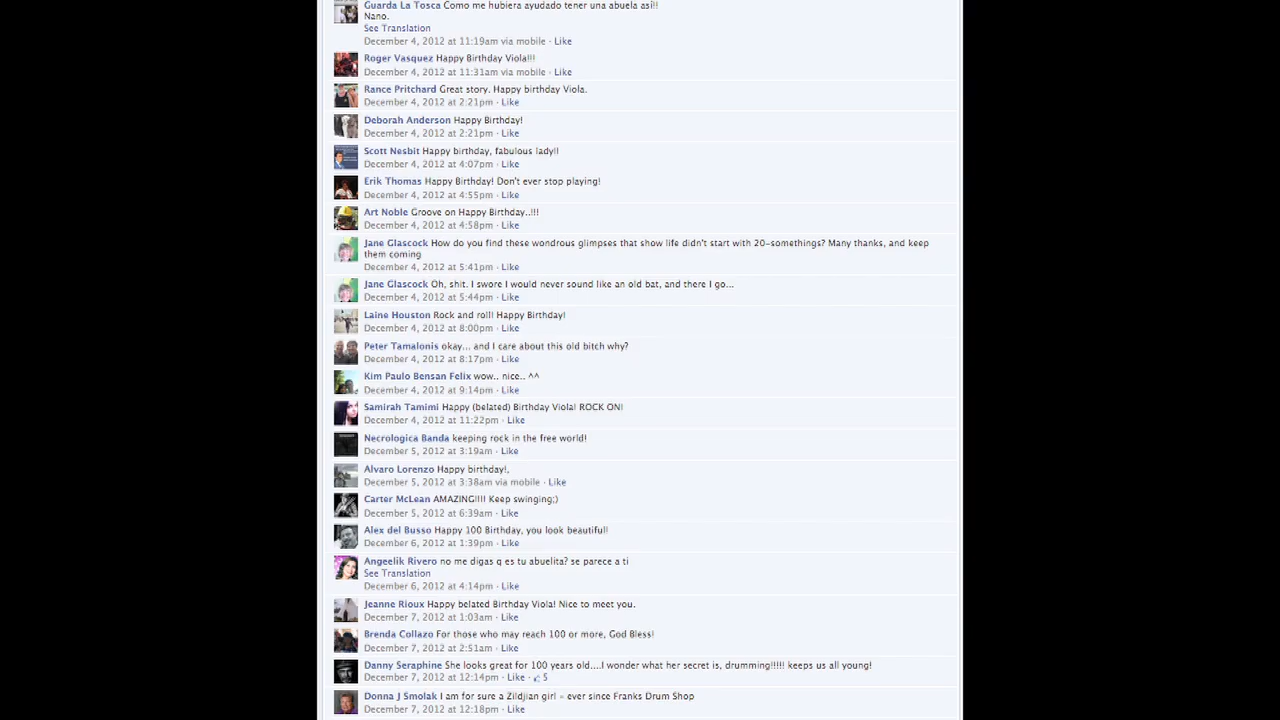 Guarda La Tosca Como me hubiera ayudado tener una abuela asi!!
Nano.
See Translation
December 4, 2012 at 11:19am via mobile · Like
Roger Vasquez Happy Birthday Viola!!!
December 4, 2012 at 11:31am via mobile · Like
Rance Pritchard Great story. Happy birthday Viola.
December 4, 2012 at 2:21pm · Like
Deborah Anderson Happy Birthday!
December 4, 2012 at 2:21pm · Like
Scott Nesbit Happy birthday, fabulous lady!!
December 4, 2012 at 4:07pm · Like
Erik Thomas Happy Birthday! Don't ever stop playing!
December 4, 2012 at 4:55pm · Like
Art Noble Groove on Happy Birthday..!!!
December 4, 2012 at 4:58pm · Like
Jane Glascock How do you find these wondrous glimpses that show life didn't start with 20-somethings? Many thanks, and keep
them coming
December 4, 2012 at 5:41pm · Like
Jane Glascock Oh, shit. I swore I would never sound like an old bat, and there I go...
December 4, 2012 at 5:44pm · Like
Laine Houston Rock and roll! Happy Birthday!
December 4, 2012 at 8:00pm · Like
Peter Tamalonis okay... and I care about this old bitch why?
December 4, 2012 at 8:17pm · Like
Kim Paulo Bensan Felix wow.. nice.. ^^
December 4, 2012 at 9:14pm · Like
Samirah Tamimi Happy (belated) Birthday Viola! ROCK ON!
December 4, 2012 at 11:22pm · Like
Necrologica Banda keeping rock in the free world!
December 5, 2012 at 3:19am · Like
Alvaro Lorenzo Happy birthday!,
December 5, 2012 at 3:38am via mobile · Like
Carter McLean AMAZING!!!! Keep swinging;)
December 5, 2012 at 6:39am · Like
Alex del Busso Happy 100 Birthday, you look beautiful!
December 6, 2012 at 1:39pm · Like
Angeelik Rivero no me digas q es tu abuelita? se parece a ti
See Translation
December 6, 2012 at 4:14pm · Like
Jeanne Rioux Happy belated Birthday Viola! Nice to meet you.
December 7, 2012 at 1:03am · Like
Brenda Collazo For those who may reach 100 or more, God Bless!
December 7, 2012 at 2:51am · Like
Danny Seraphine She looks great for 100 years old....I wonder what her secret is, drumming the keeps us all young!
December 7, 2012 at 12:14pm · Like · 5
Donna J Smolak I am for sure a Zildjian girl - ever since Franks Drum Shop
December 7, 2012 at 12:18pm · Like